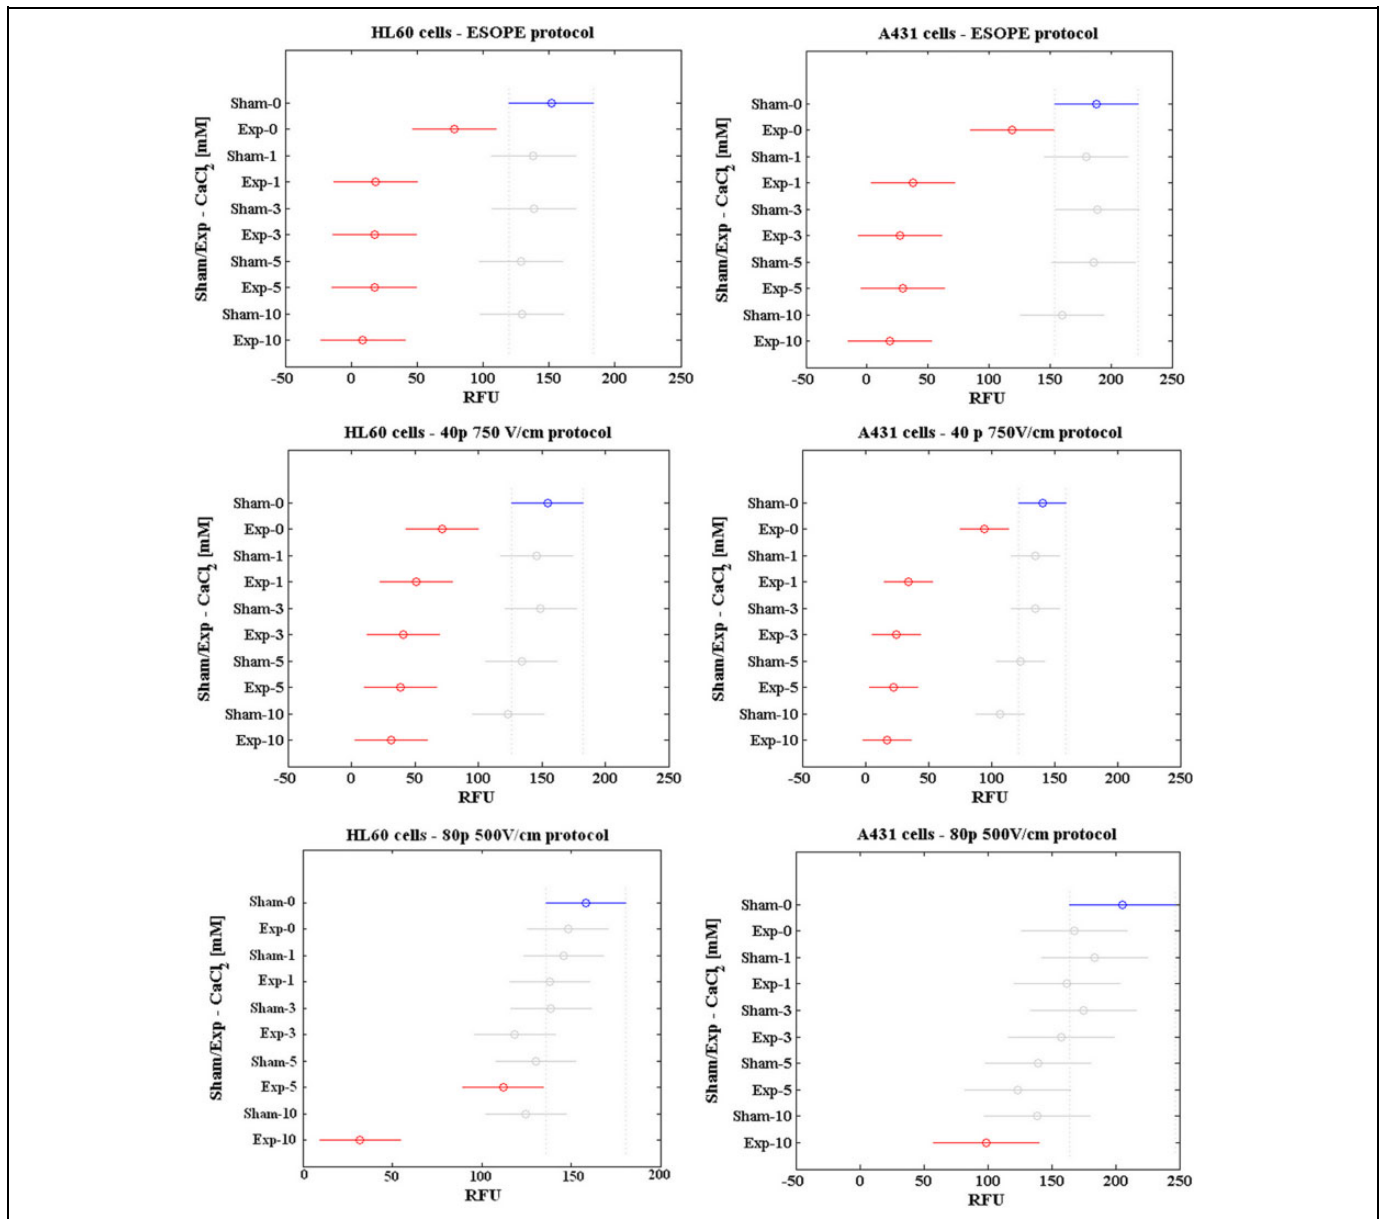 HL60 cells - ESOPE protocol
Sham/Exp - CaCl2 [mM]
Sham-0
Exp-0
Sham-1
Exp-1
Sham-3
Exp-3
Sham-5
Exp-5
Sham-10
Exp-10
-50 0 50 100 150 200 250
RFU
A431 cells - ESOPE protocol
Sham/Exp - CaCl2 [mM]
Sham-0
Exp-0
Sham-1
Exp-1
Sham-3
Exp-3
Sham-5
Exp-5
Sham-10
Exp-10
-50 0 50 100 150 200 250
RFU
HL60 cells - 40p 750 V/cm protocol
Sham/Exp - CaCl2 [mM]
Sham-0
Exp-0
Sham-1
Exp-1
Sham-3
Exp-3
Sham-5
Exp-5
Sham-10
Exp-10
-50 0 50 100 150 200 250
RFU
A431 cells - 40 p 750V/cm protocol
Sham/Exp - CaCl2 [mM]
Sham-0
Exp-0
Sham-1
Exp-1
Sham-3
Exp-3
Sham-5
Exp-5
Sham-10
Exp-10
-50 0 50 100 150 200 250
RFU
HL60 cells - 80p 500V/cm protocol
Sham/Exp - CaCl2 [mM]
Sham-0
Exp-0
Sham-1
Exp-1
Sham-3
Exp-3
Sham-5
Exp-5
Sham-10
Exp-10
0 50 100 150 200
RFU
A431 cells - 80p 500V/cm protocol
Sham/Exp - CaCl2 [mM]
Sham-0
Exp-0
Sham-1
Exp-1
Sham-3
Exp-3
Sham-5
Exp-5
Sham-10
Exp-10
-50 0 50 100 150 200 250
RFU